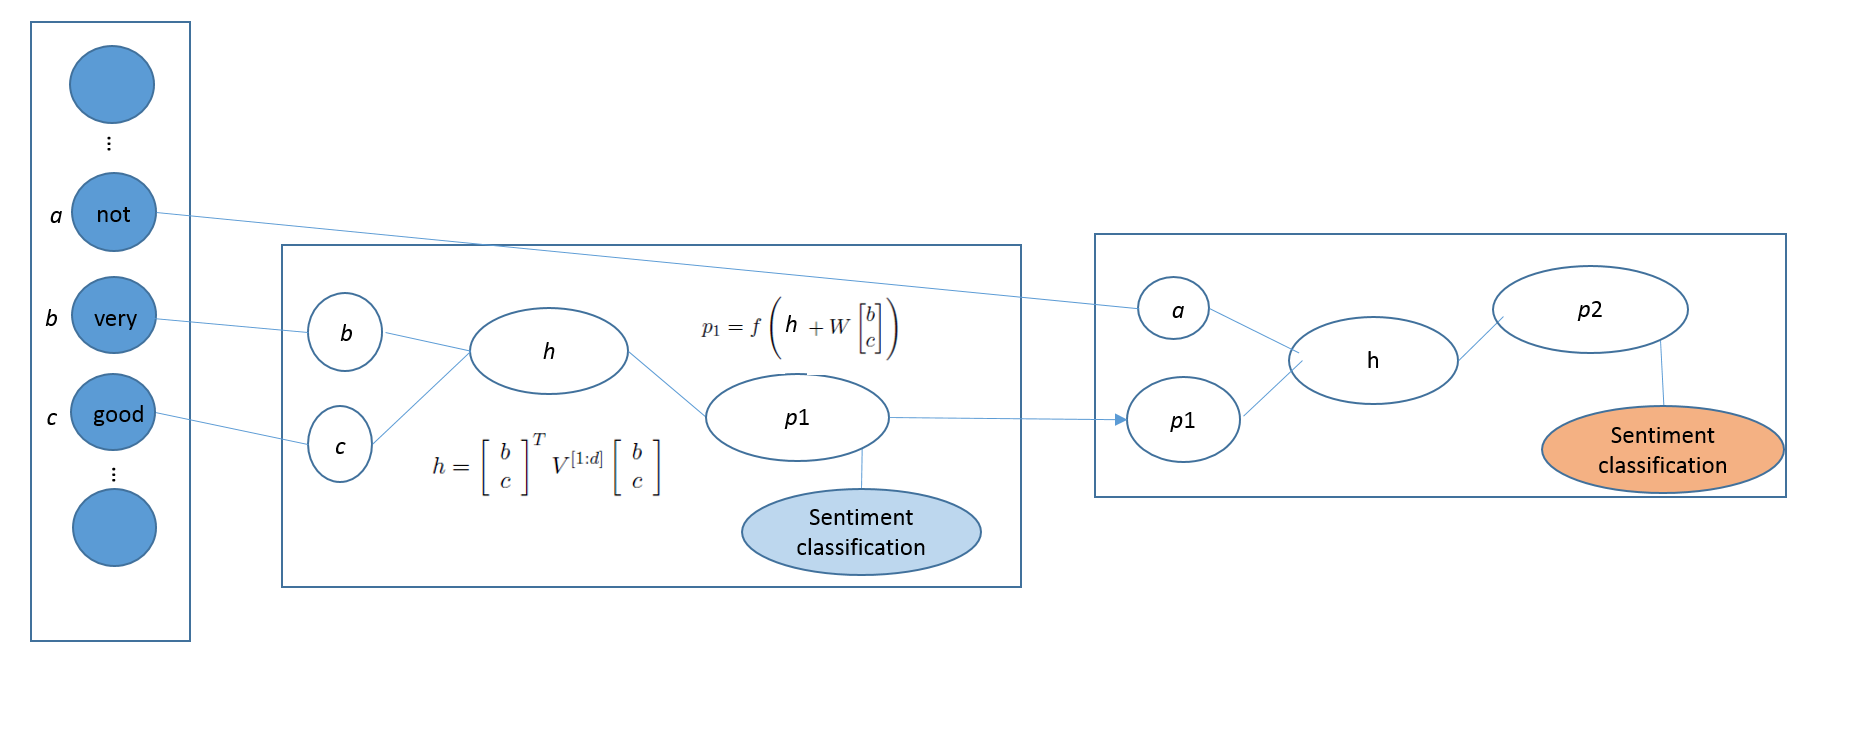 ⋮
a not
b very
c good
⋮
b
c
h
h = [ b c ]^T V^[1:d] [ b c ]
p₁ = f ( h + W [ b c ] )
p1
Sentiment
classification
a
p1
h
p2
Sentiment
classification